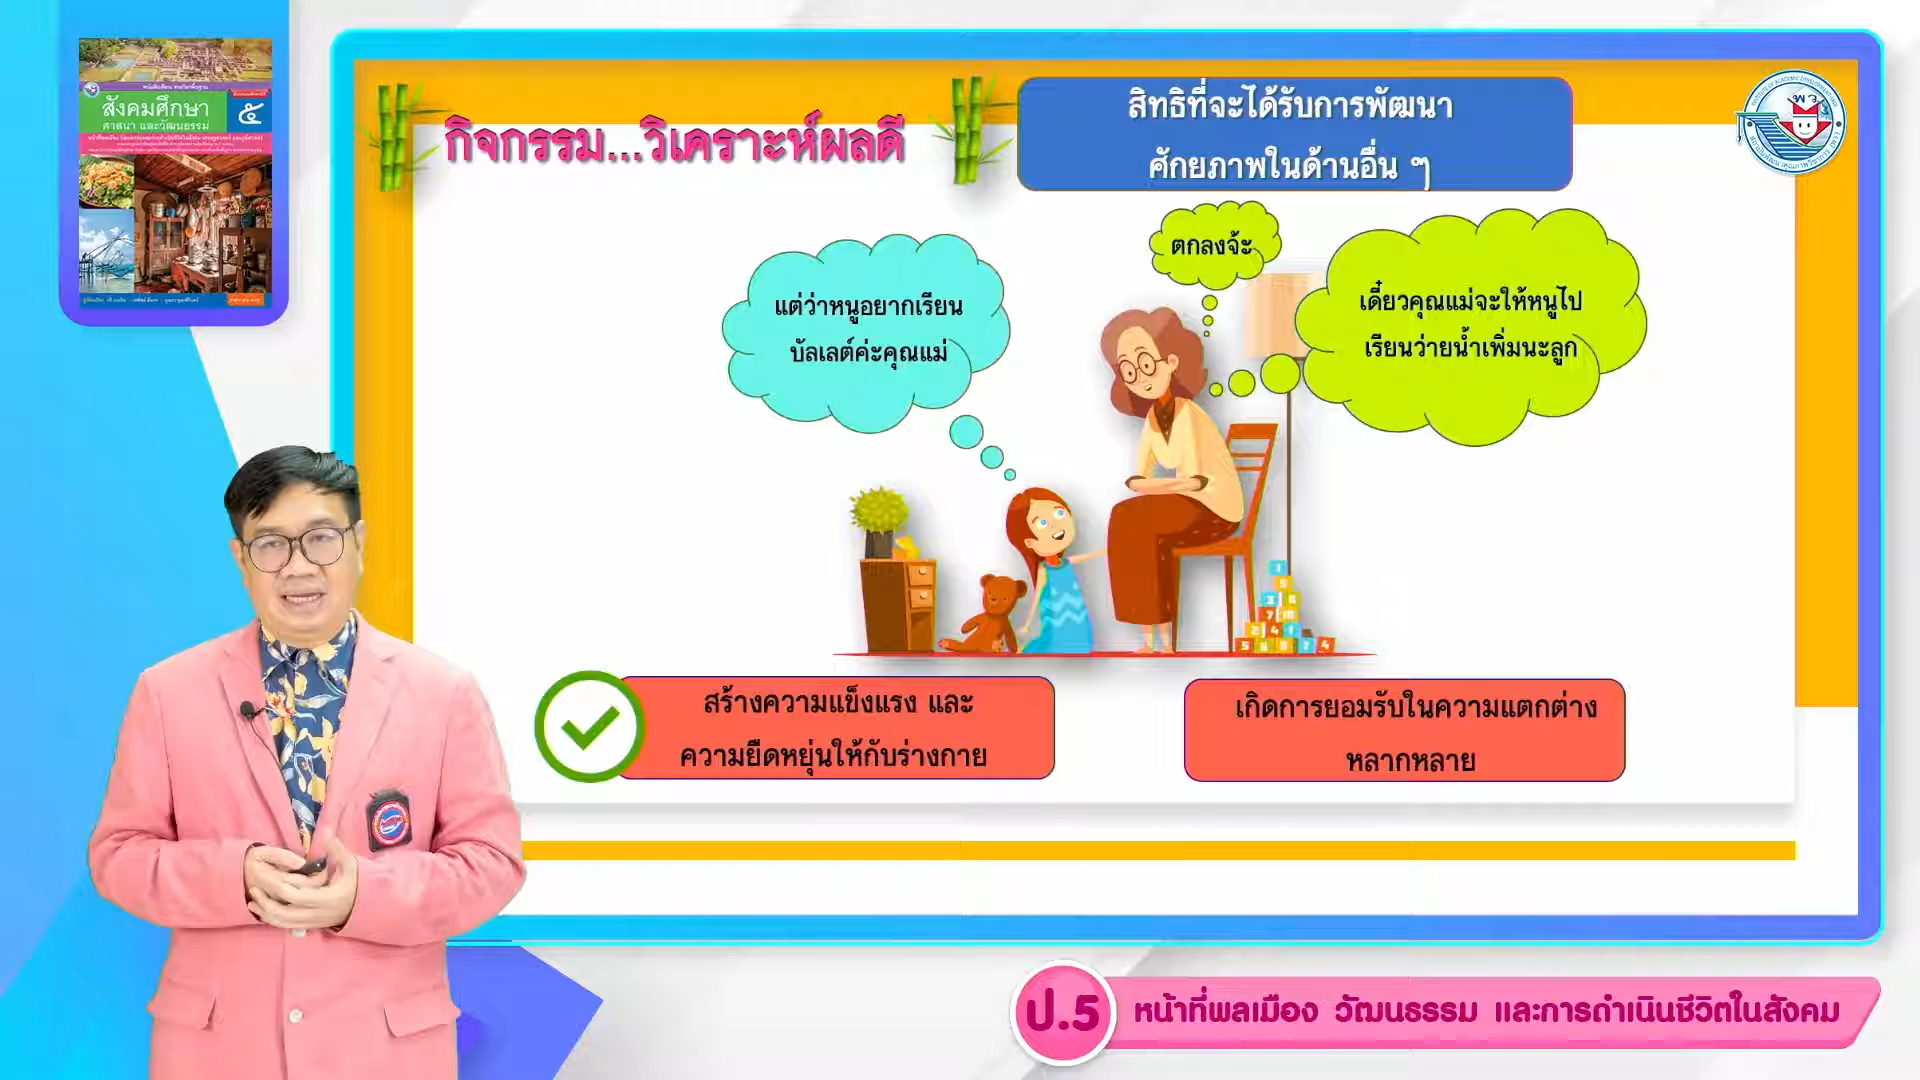 สังคมศึกษา
ศาสนา และวัฒนธรรม
๕
กิจกรรม...วิเคราะห์ผลดี
สิทธิที่จะได้รับการพัฒนา
ศักยภาพในด้านอื่น ๆ
พว
ตกลงจ้ะ
แต่ว่าหนูอยากเรียน
บัลเลต์ค่ะคุณแม่
เดี๋ยวคุณแม่จะให้หนูไป
เรียนว่ายน้ำเพิ่มนะลูก
สร้างความแข็งแรง และ
ความยืดหยุ่นให้กับร่างกาย
เกิดการยอมรับในความแตกต่าง
หลากหลาย
ป.5
หน้าที่พลเมือง วัฒนธรรม และการดำเนินชีวิตในสังคม